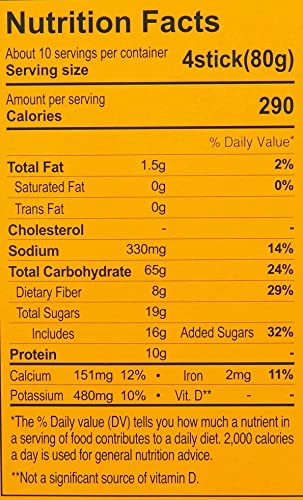 Nutrition Facts
About 10 servings per container
Serving size 4stick(80g)
Amount per serving
Calories 290
% Daily Value*
Total Fat 1.5g 2%
Saturated Fat 0g 0%
Trans Fat 0g
Cholesterol - -
Sodium 330mg 14%
Total Carbohydrate 65g 24%
Dietary Fiber 8g 29%
Total Sugars 19g
Includes 16g Added Sugars 32%
Protein 10g
Calcium 151mg 12% • Iron 2mg 11%
Potassium 480mg 10% • Vit. D** - -
*The % Daily value (DV) tells you how much a nutrient in
a serving of food contributes to a daily diet. 2,000 calories
a day is used for general nutrition advice.
**Not a significant source of vitamin D.